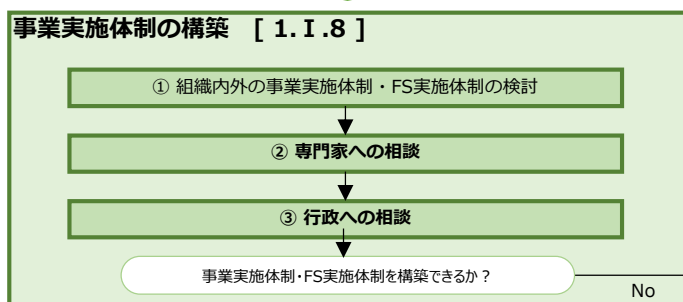 事業実施体制の構築 [ 1.Ⅰ.8 ]
① 組織内外の事業実施体制・FS実施体制の検討
② 専門家への相談
③ 行政への相談
事業実施体制・FS実施体制を構築できるか？
No